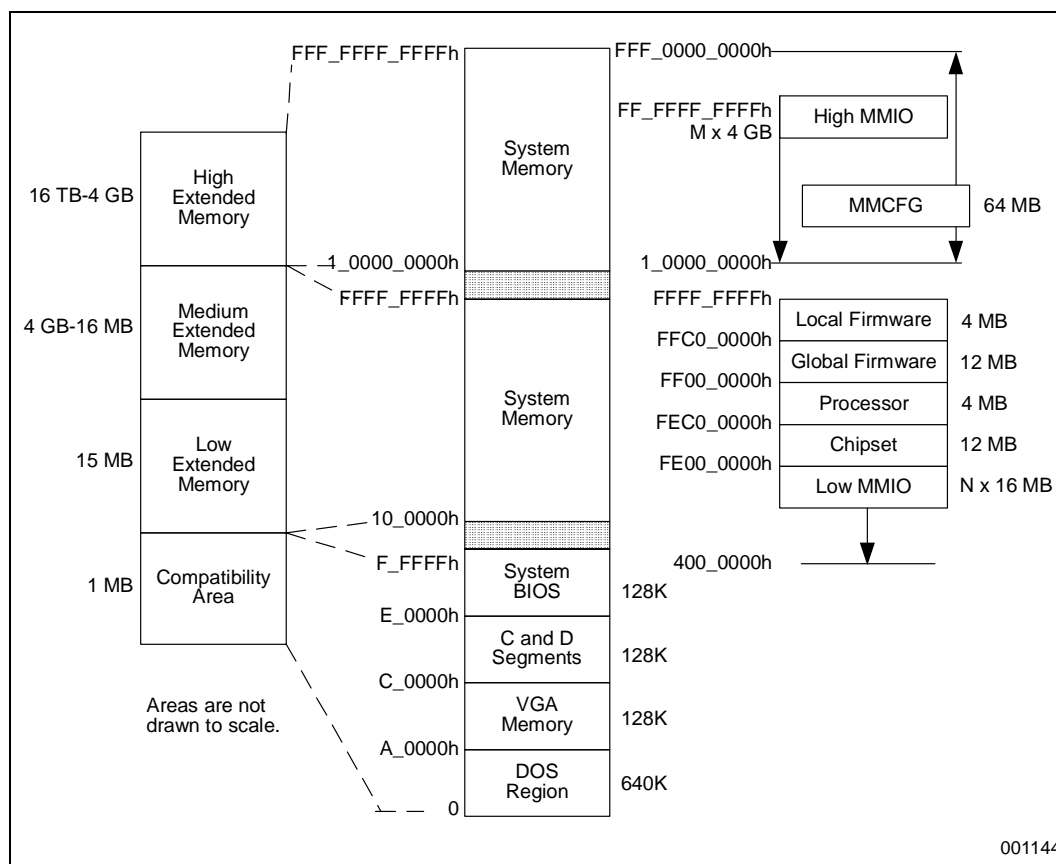 16 TB-4 GB
High
Extended
Memory
4 GB-16 MB
Medium
Extended
Memory
15 MB
Low
Extended
Memory
1 MB
Compatibility
Area
Areas are not
drawn to scale.
FFF_FFFF_FFFFh
System
Memory
1_0000_0000h
FFFF_FFFFh
System
Memory
10_0000h
F_FFFFh
System
BIOS
128K
E_0000h
C and D
Segments
128K
C_0000h
VGA
Memory
128K
A_0000h
DOS
Region
640K
0
FFF_0000_0000h
FF_FFFF_FFFFh
M x 4 GB
High MMIO
MMCFG
64 MB
1_0000_0000h
FFFF_FFFFh
Local Firmware
4 MB
FFC0_0000h
Global Firmware
12 MB
FF00_0000h
Processor
4 MB
FEC0_0000h
Chipset
12 MB
FE00_0000h
Low MMIO
N x 16 MB
400_0000h
001144